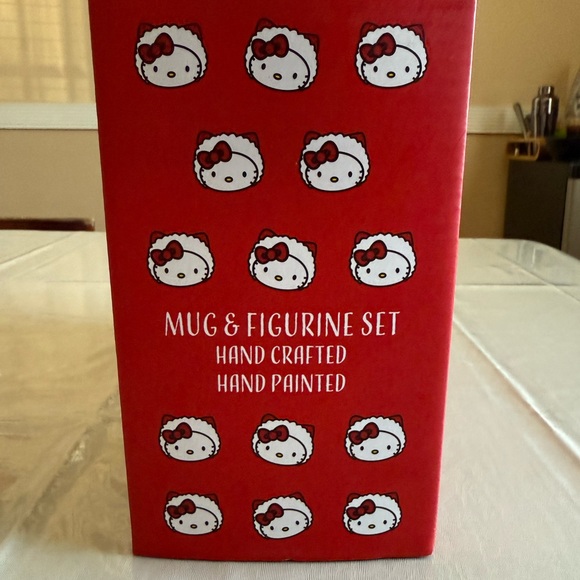 MUG & FIGURINE SET
HAND CRAFTED
HAND PAINTED